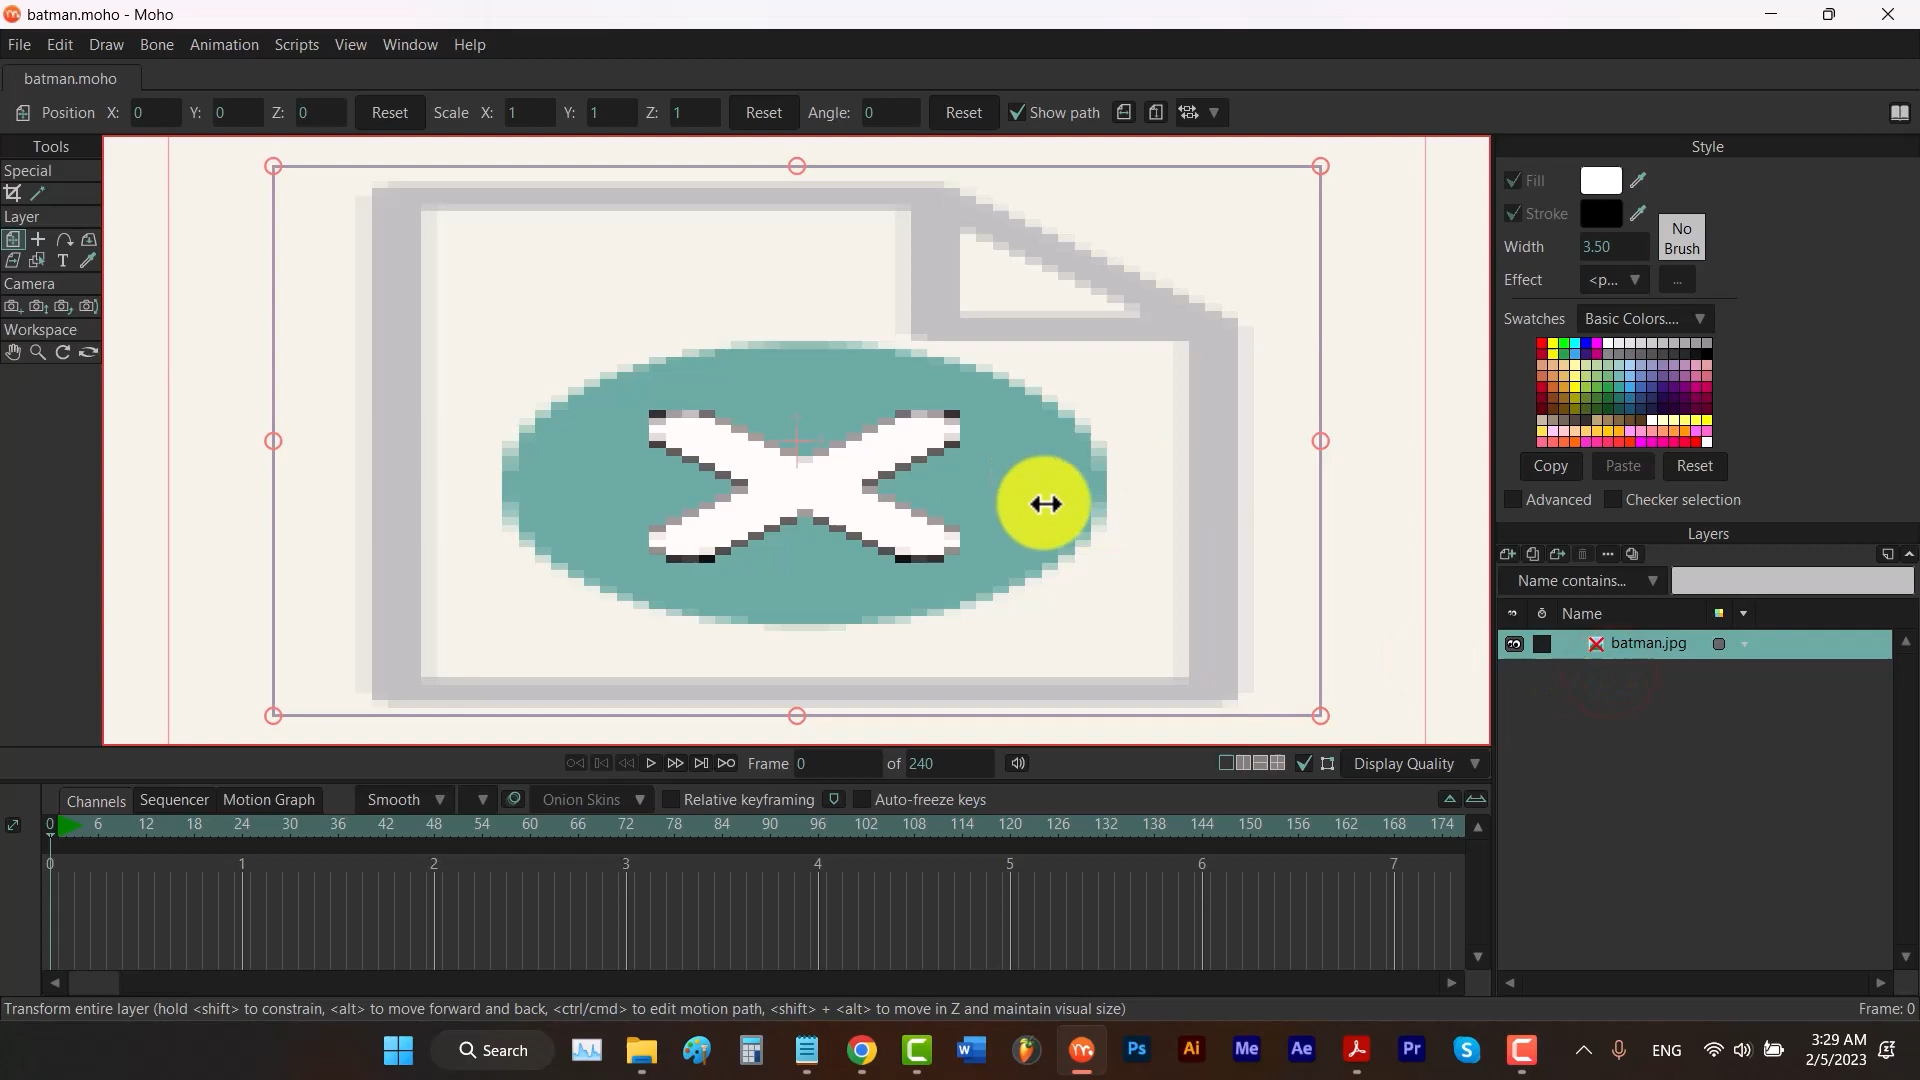 batman.moho - Moho
File Edit Draw Bone Animation Scripts View Window Help
batman.moho
Position X: 0 Y: 0 Z: 0 Reset Scale X: 1 Y: 1 Z: 1 Reset Angle: 0 Reset Show path
Tools
Special
Layer
T
Camera
Workspace
Style
Fill
Stroke
Width 3.50
No
Brush
Effect <p... ...
Swatches Basic Colors....
Copy Paste Reset
Advanced Checker selection
Layers
Name contains...
Name
batman.jpg
Frame 0 of 240 Display Quality
Channels Sequencer Motion Graph Smooth Onion Skins Relative keyframing Auto-freeze keys
0 6 12 18 24 30 36 42 48 54 60 66 72 78 84 90 96 102 108 114 120 126 132 138 144 150 156 162 168 174
0 1 2 3 4 5 6 7
Transform entire layer (hold <shift> to constrain, <alt> to move forward and back, <ctrl/cmd> to edit motion path, <shift> + <alt> to move in Z and maintain visual size) Frame: 0
Search W Ps Ai Me Ae Pr S C ENG
3:29 AM
2/5/2023